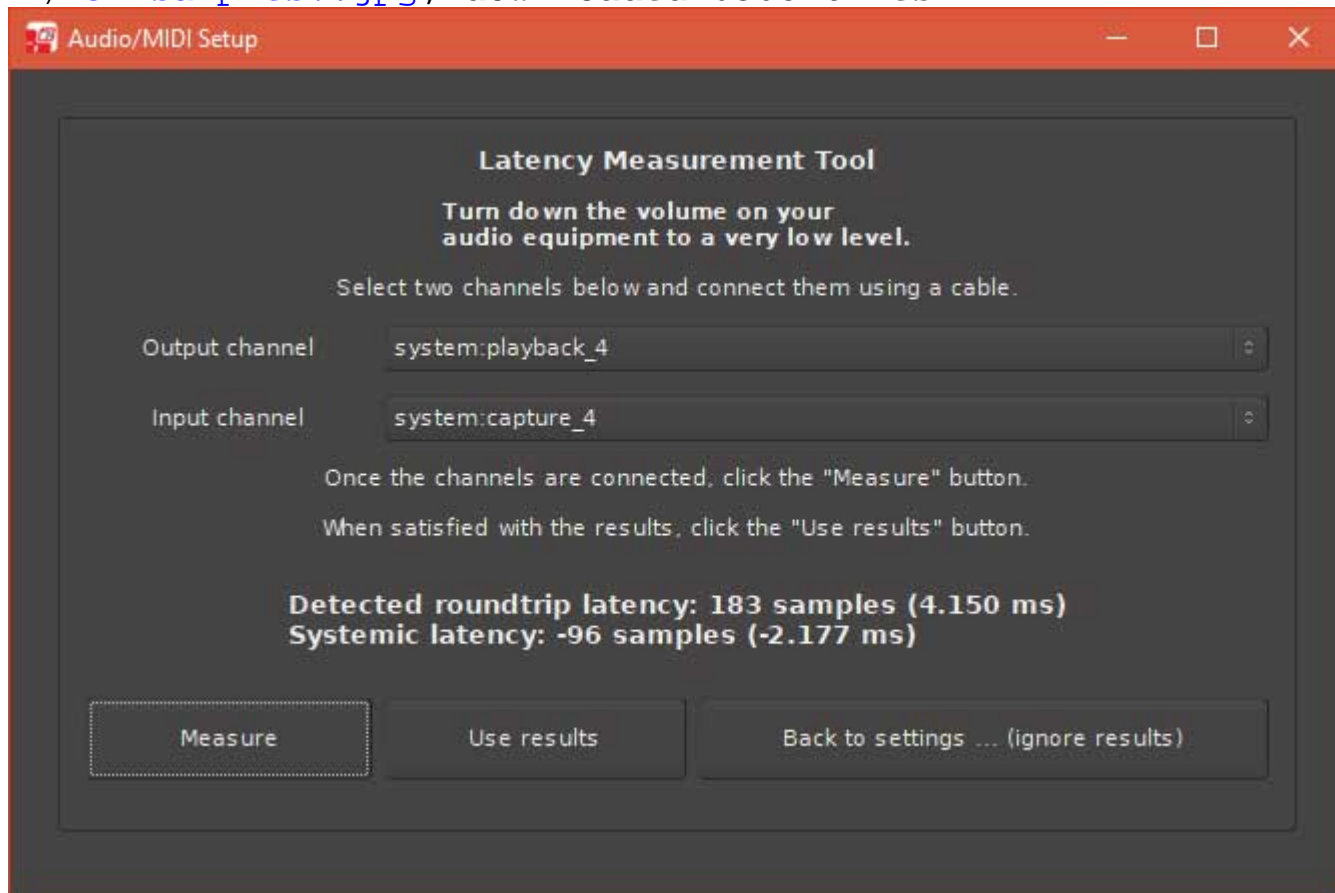 Audio/MIDI Setup
Latency Measurement Tool
Turn down the volume on your
audio equipment to a very low level.
Select two channels below and connect them using a cable.
Output channel system:playback_4
Input channel system:capture_4
Once the channels are connected, click the "Measure" button.
When satisfied with the results, click the "Use results" button.
Detected roundtrip latency: 183 samples (4.150 ms)
Systemic latency: -96 samples (-2.177 ms)
Measure Use results Back to settings ... (ignore results)